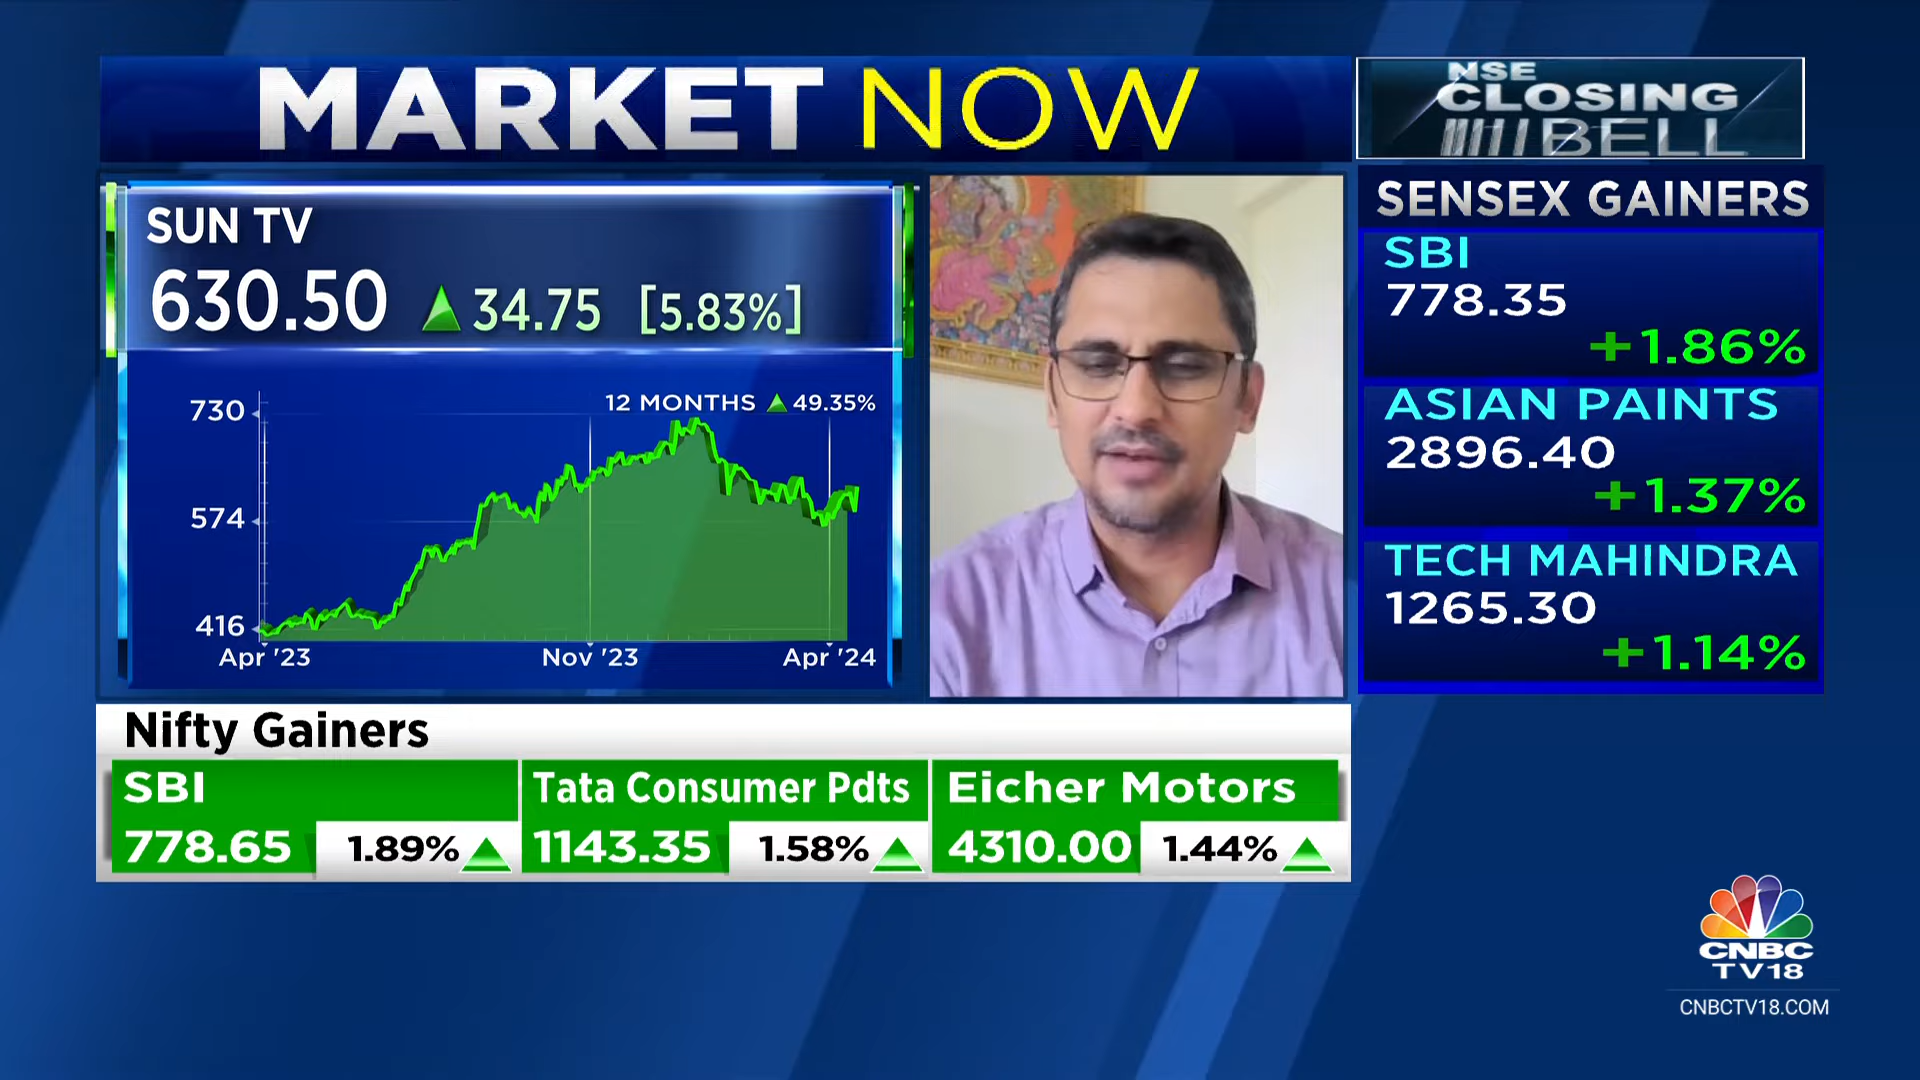 MARKET NOW
NSE
CLOSING
BELL
SUN TV
630.50 ▲ 34.75 [5.83%]
12 MONTHS ▲ 49.35%
730
574
416
Apr '23 Nov '23 Apr '24
SENSEX GAINERS
SBI
778.35
+1.86%
ASIAN PAINTS
2896.40
+1.37%
TECH MAHINDRA
1265.30
+1.14%
Nifty Gainers
SBI
778.65 1.89% ▲
Tata Consumer Pdts
1143.35 1.58% ▲
Eicher Motors
4310.00 1.44% ▲
CNBC
TV18
CNBCTV18.COM